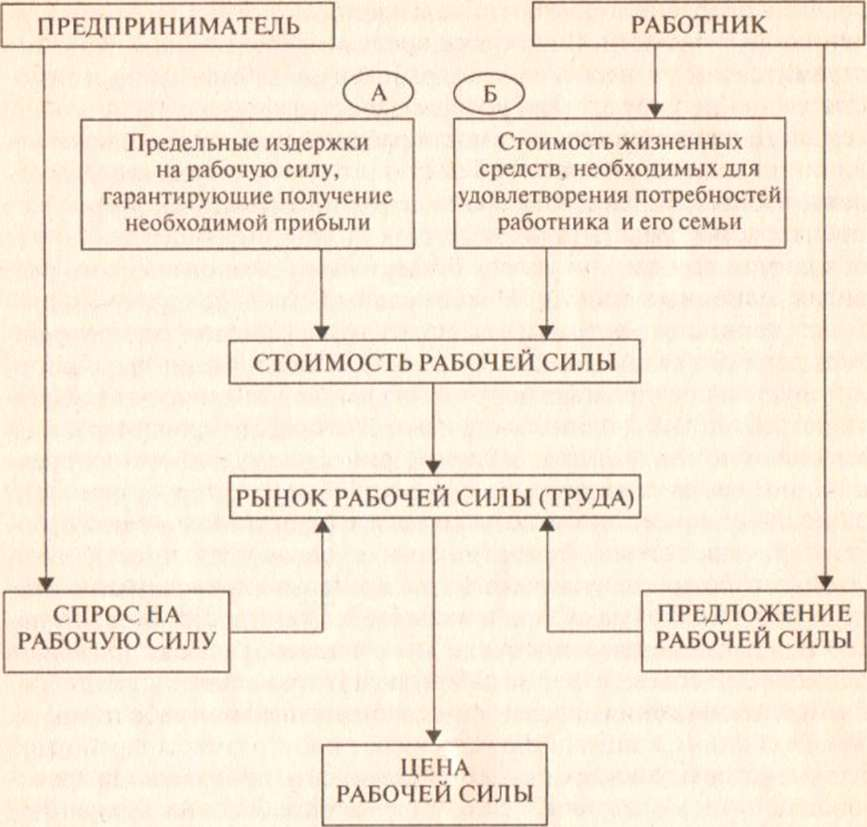 ПРЕДПРИНИМАТЕЛЬ
РАБОТНИК
А
Б
Предельные издержки
на рабочую силу,
гарантирующие получение
необходимой прибыли
Стоимость жизненных
средств, необходимых для
удовлетворения потребностей
работника и его семьи
СТОИМОСТЬ РАБОЧЕЙ СИЛЫ
РЫНОК РАБОЧЕЙ СИЛЫ (ТРУДА)
СПРОС НА
РАБОЧУЮ СИЛУ
ПРЕДЛОЖЕНИЕ
РАБОЧЕЙ СИЛЫ
ЦЕНА
РАБОЧЕЙ СИЛЫ